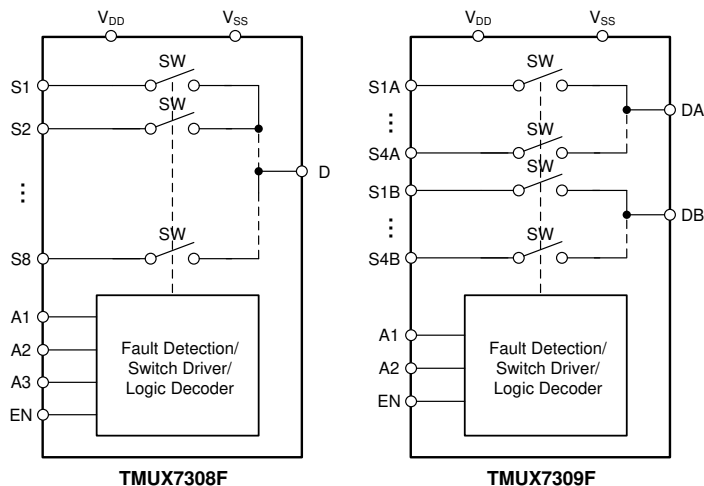 VDD
VSS
S1
SW
S2
SW
...
D
S8
SW
A1
A2
A3
EN
Fault Detection/
Switch Driver/
Logic Decoder
TMUX7308F
VDD
VSS
S1A
SW
...
DA
S4A
SW
S1B
SW
...
DB
S4B
SW
A1
A2
EN
Fault Detection/
Switch Driver/
Logic Decoder
TMUX7309F